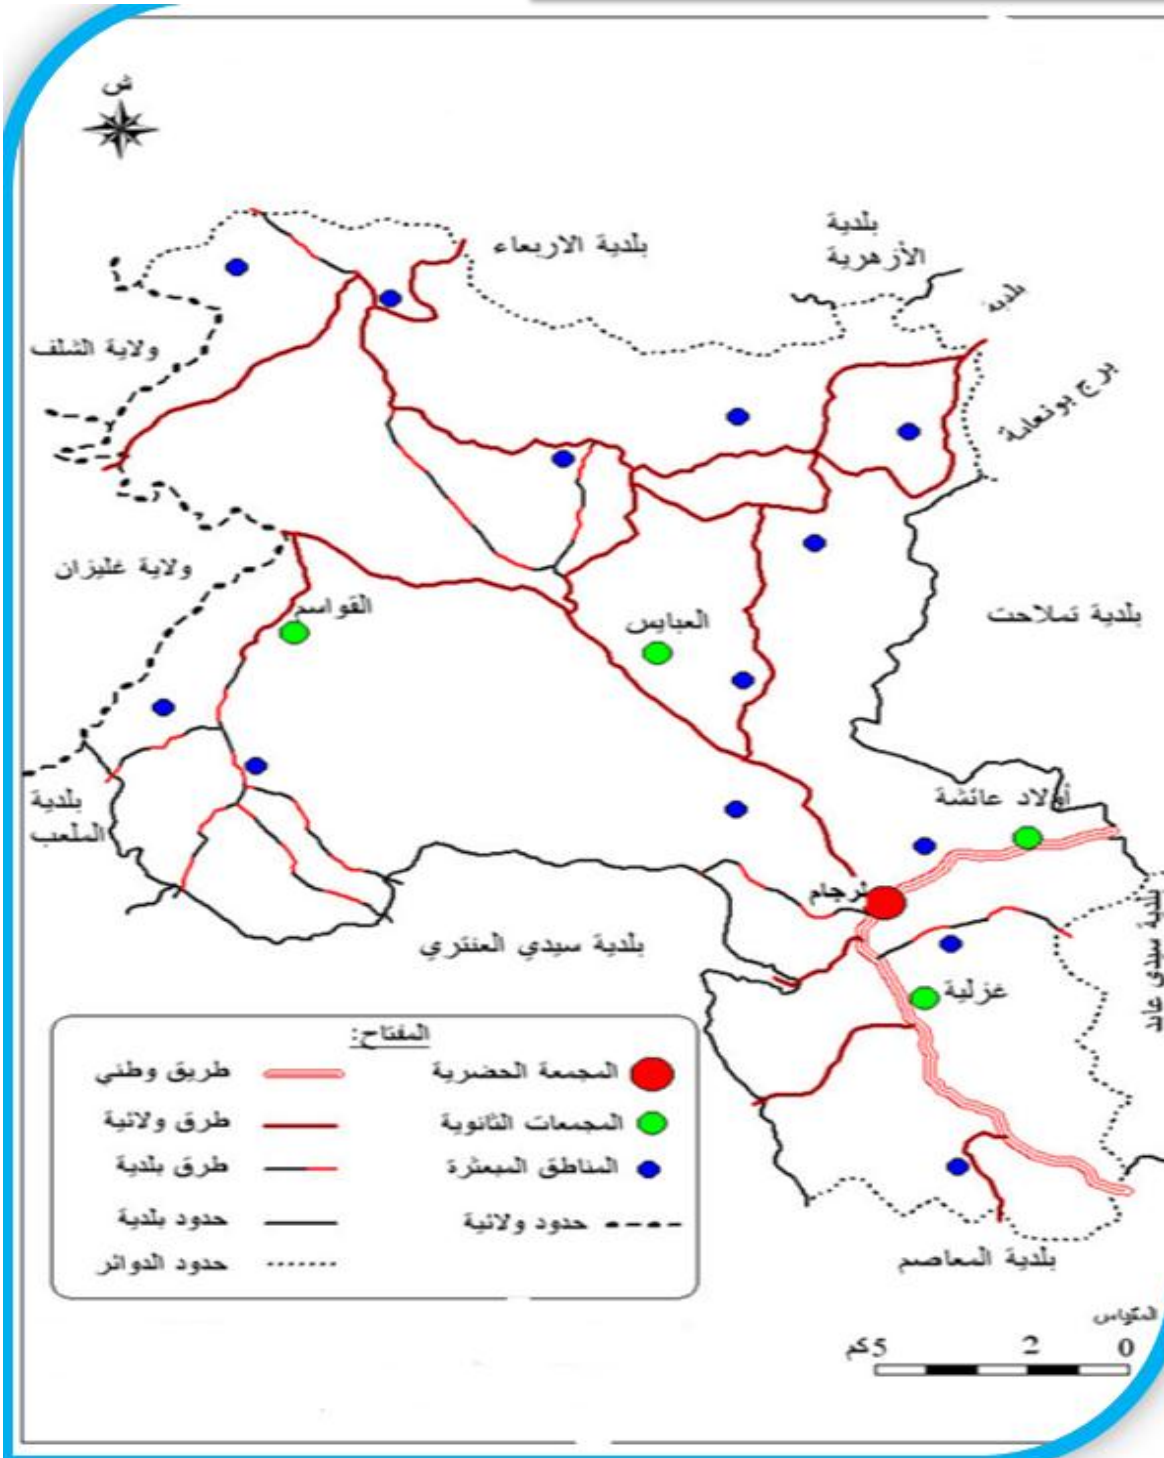 ش
بلدية الاربعاء
بلدية
الأزهرية
بلدية
برج بونعامة
ولاية الشلف
ولاية غليزان
القواسم
العبايس
بلدية تملاحت
بلدية
الملعب
أولاد عائشة
لرجام
بلدية سيدي عابد
بلدية سيدي العنتري
غزلية
المفتاح:
المجمعة الحضرية
طريق وطني
المجمعات الثانوية
طرق ولائية
المناطق المبعثرة
طرق بلدية
حدود ولائية
حدود بلدية
حدود الدوائر
بلدية المعاصم
المقياس
0 2 5كم